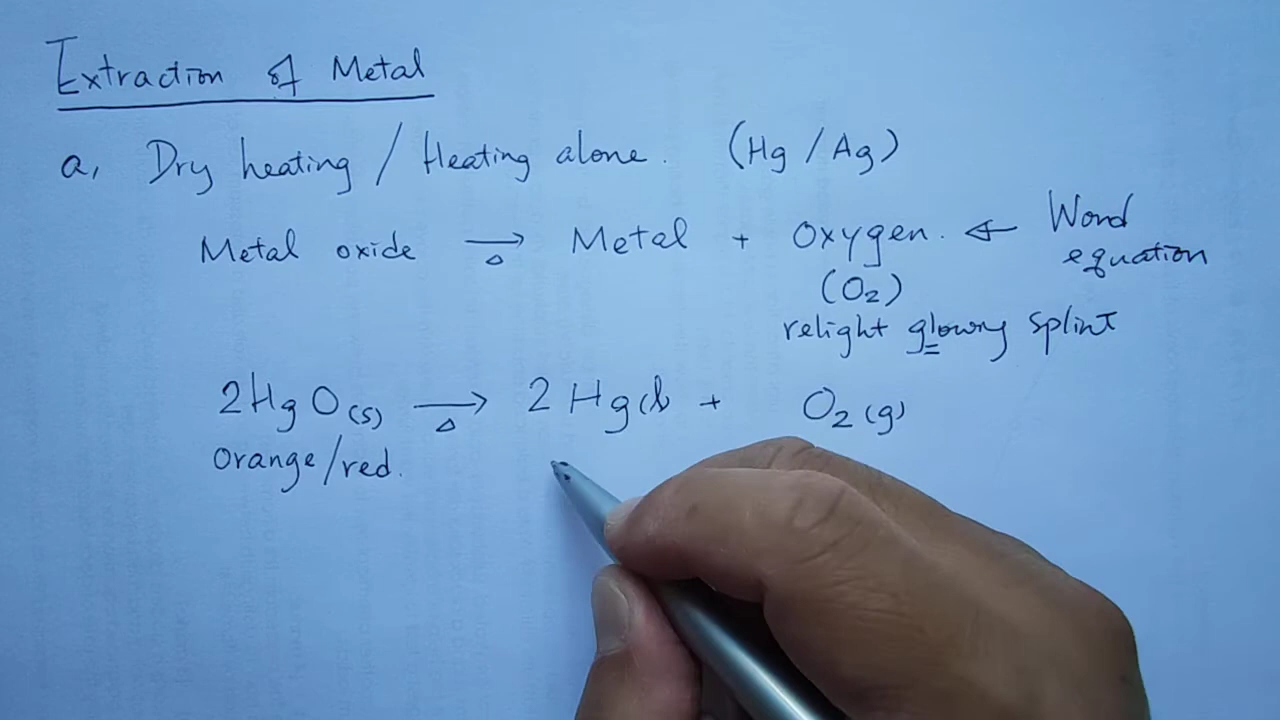 Extraction of Metal
a, Dry heating / Heating alone. (Hg / Ag)
Metal oxide →Δ Metal + Oxygen. ← Word equation
(O₂)
relight glowing splint
2HgO(s) →Δ 2Hg(l) + O₂(g)
Orange/red.